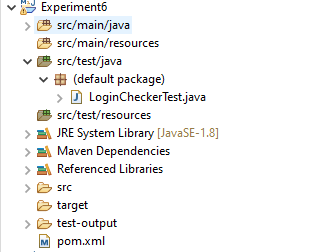 Experiment6
src/main/java
src/main/resources
src/test/java
(default package)
LoginCheckerTest.java
src/test/resources
JRE System Library [JavaSE-1.8]
Maven Dependencies
Referenced Libraries
src
target
test-output
pom.xml